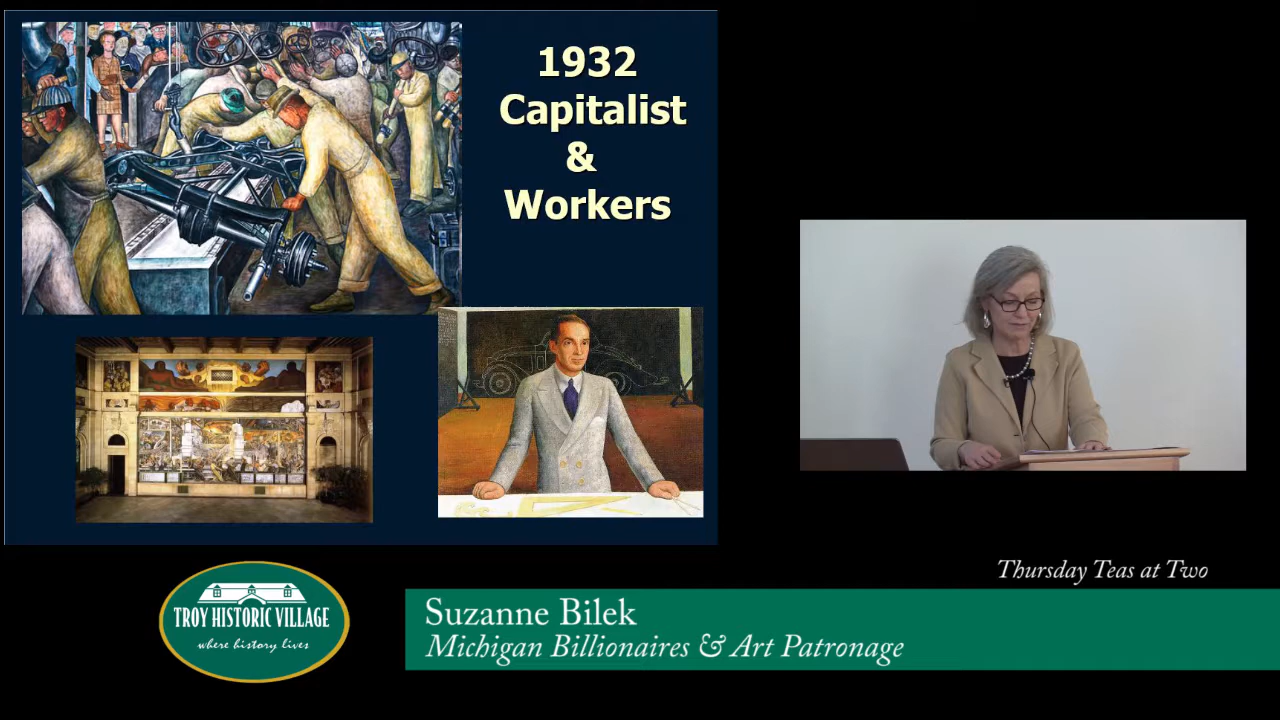 1932
Capitalist
&
Workers
Thursday Teas at Two
TROY HISTORIC VILLAGE
where history lives
Suzanne Bilek
Michigan Billionaires & Art Patronage